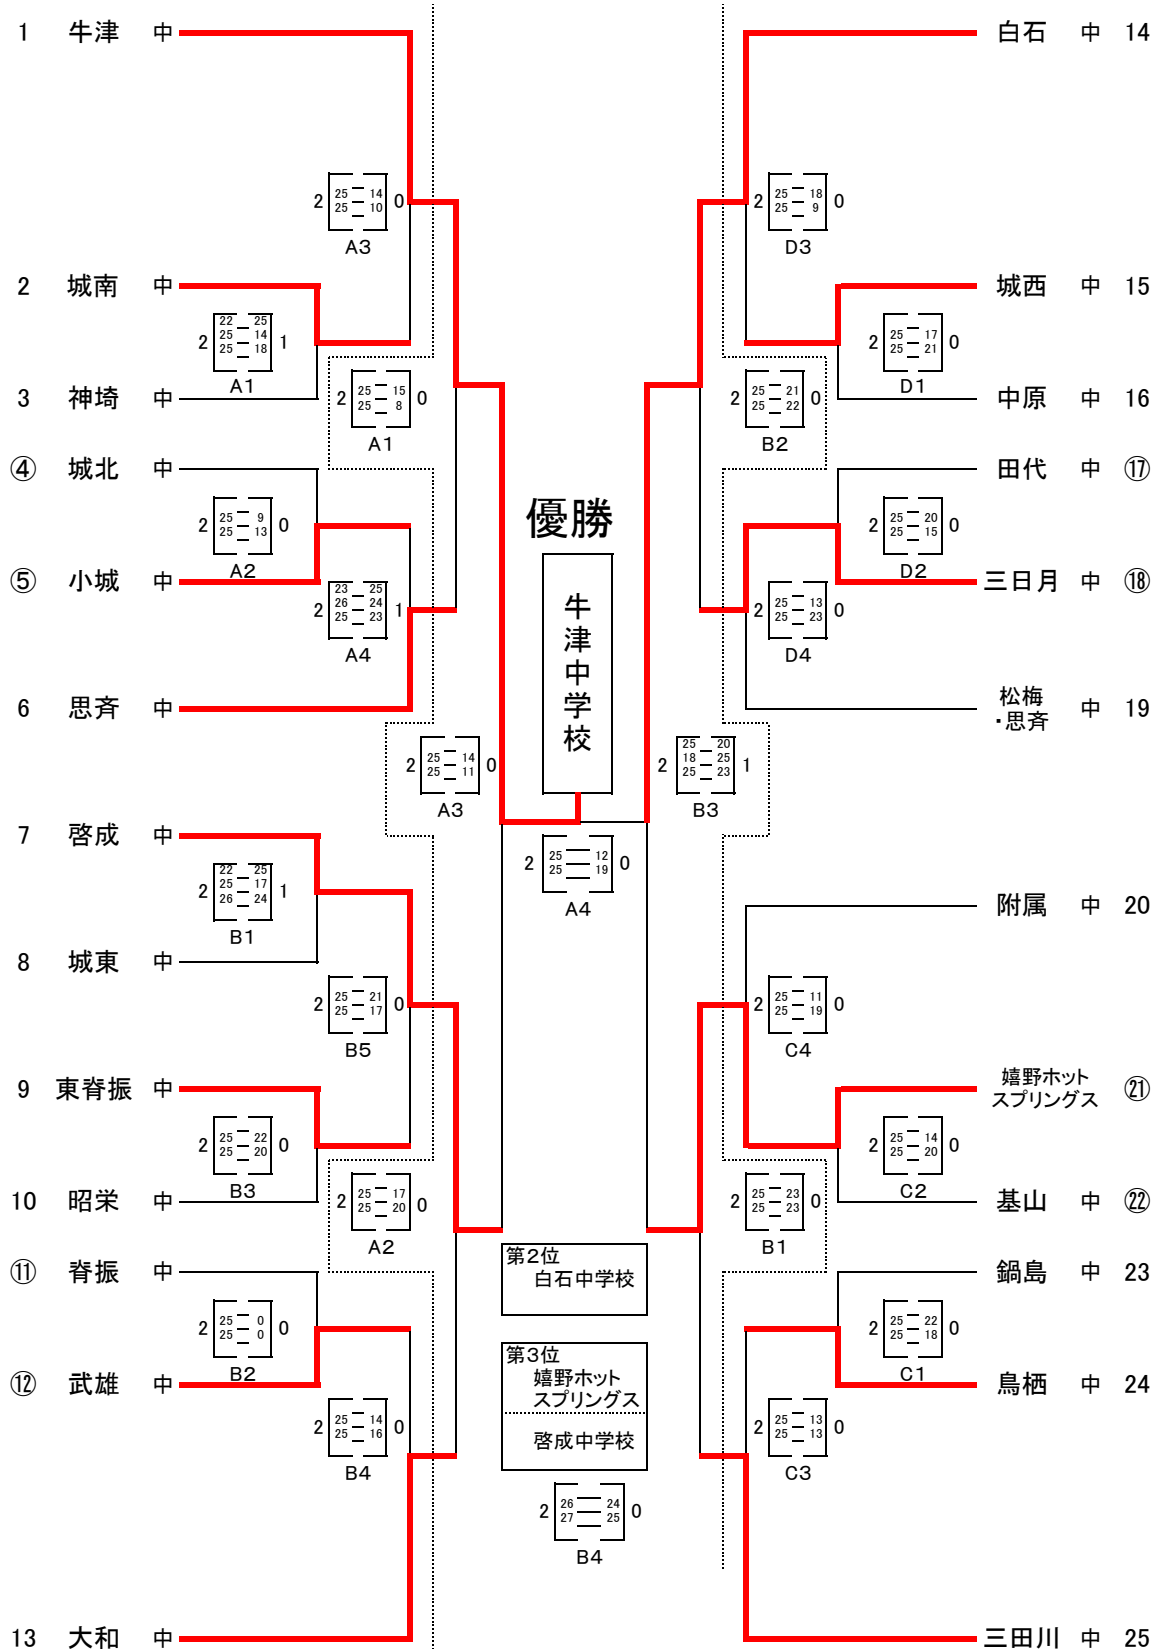 1 牛津 中
白石 中 14
2 25 14 0
25 10
A3
2 25 18 0
25 9
D3
2 城南 中
城西 中 15
22 25
2 25 14 1
25 18
A1
2 25 17 0
25 21
D1
3 神埼 中
2 25 15 0
25 8
A1
2 25 21 0
25 22
B2
中原 中 16
④ 城北 中
田代 中 ⑰
2 25 9 0
25 13
A2
優勝
牛津中学校
2 25 20 0
25 15
D2
⑤ 小城 中
三日月 中 ⑱
23 25
2 26 24 1
25 23
A4
2 25 13 0
25 23
D4
6 思斉 中
松梅
・思斉 中 19
2 25 14 0
25 11
A3
25 20
2 18 25 1
25 23
B3
7 啓成 中
2 25 12 0
25 19
A4
22 25
2 25 17 1
26 24
B1
附属 中 20
8 城東 中
2 25 21 0
25 17
B5
2 25 11 0
25 19
C4
9 東脊振 中
嬉野ホット
スプリングス ㉑
2 25 22 0
25 20
B3
2 25 14 0
25 20
C2
10 昭栄 中
2 25 17 0
25 20
A2
2 25 23 0
25 23
B1
基山 中 ㉒
⑪ 脊振 中
第2位
白石中学校
鍋島 中 23
2 25 0 0
25 0
B2
2 25 22 0
25 18
C1
⑫ 武雄 中
第3位
嬉野ホット
スプリングス
啓成中学校
鳥栖 中 24
2 25 14 0
25 16
B4
2 25 13 0
25 13
C3
2 26 24 0
27 25
B4
13 大和 中
三田川 中 25